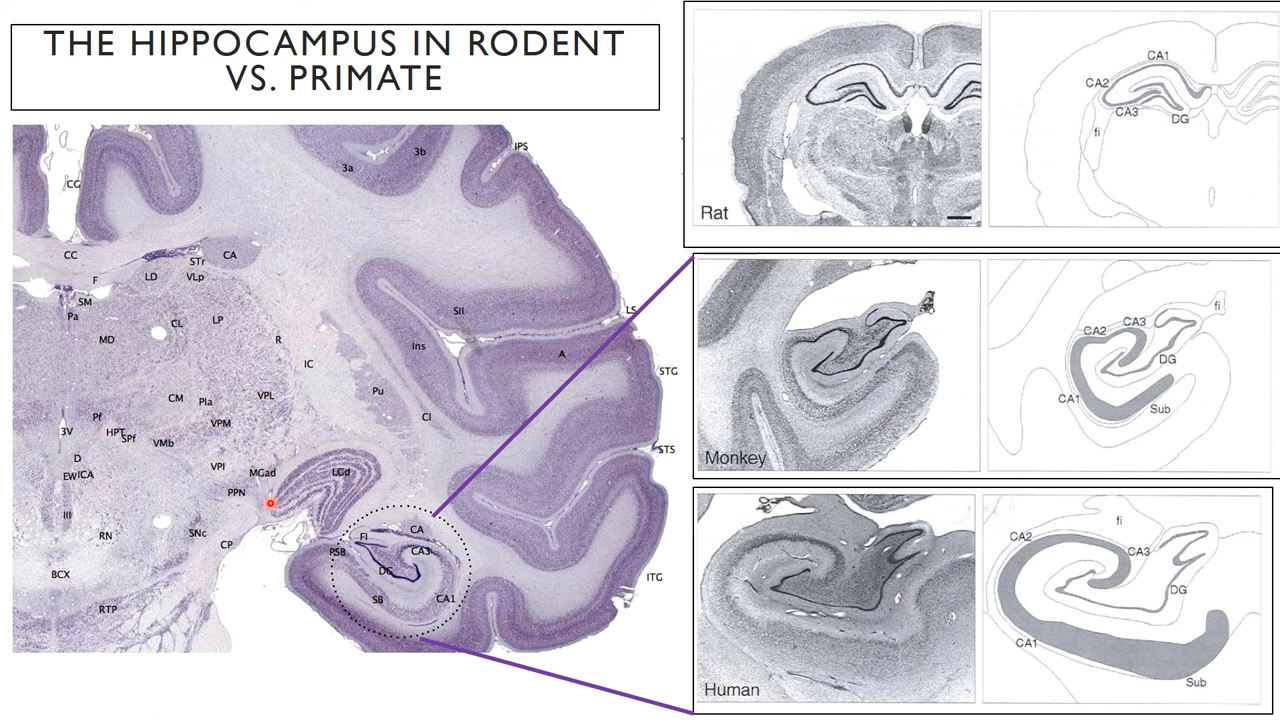 THE HIPPOCAMPUS IN RODENT
VS. PRIMATE
3a
3b
IPS
CG
CC
STr
CA
F
LD
VLp
SM
Pa
CL
LP
SII
LS
MD
R
Ins
A
IC
STG
Pu
CM
Pla
VPL
Cl
Pf
VPM
3V
HPT
SPf
VMb
STS
D
EW
ICA
VPI
MGad
LGd
PPN
III
RN
SNc
CP
FI
CA
PSB
CA3
DG
BCX
ITG
SB
CA1
RTP
Rat
CA1
CA2
CA3
DG
fi
Monkey
fi
CA3
CA2
DG
CA1
Sub
Human
fi
CA2
CA3
DG
CA1
Sub